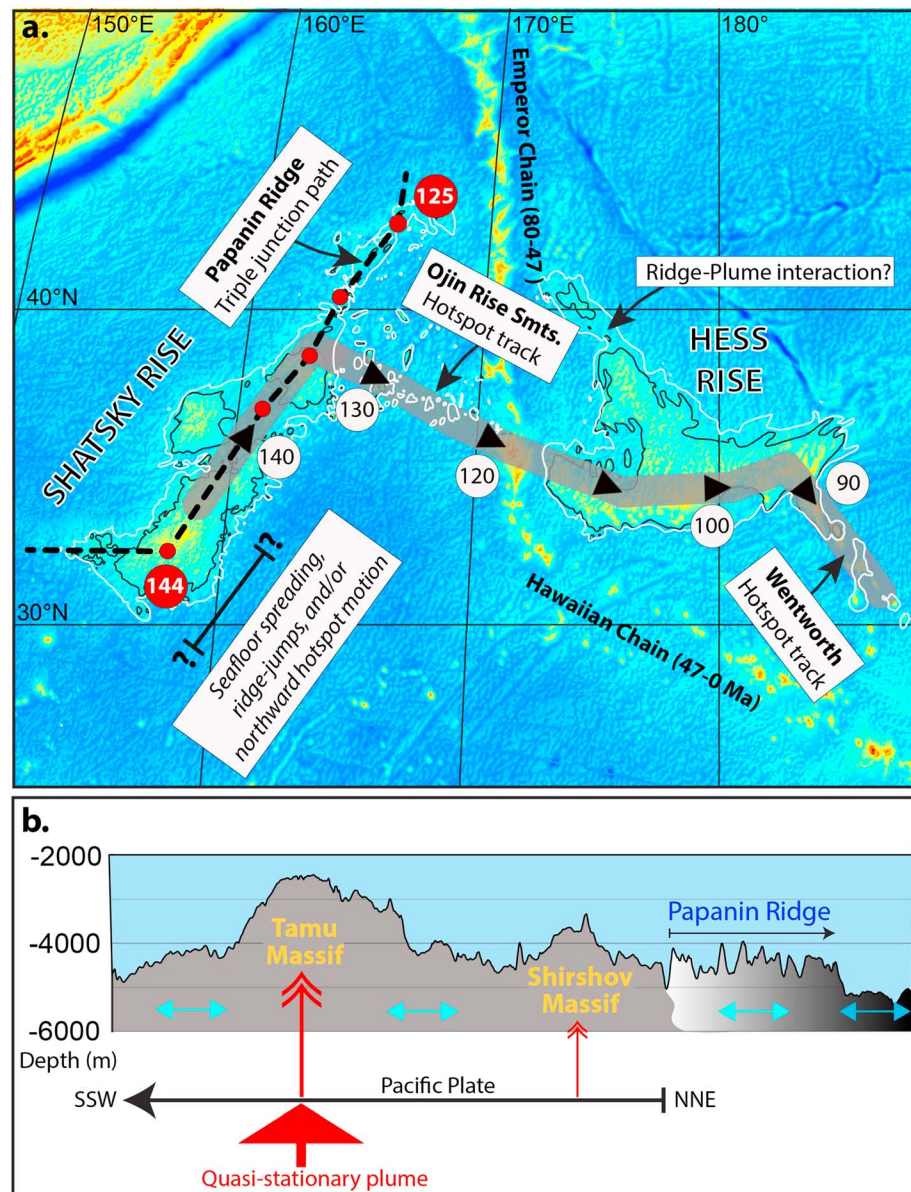 a.
150°E
160°E
170°E
180°
Emperor Chain (80-47)
125
Papanin Ridge
Triple junction path
Ojin Rise Smts.
Hotspot track
Ridge-Plume interaction?
40°N
HESS
RISE
SHATSKY RISE
130
140
120
100
90
144
?
?
Seafloor spreading,
ridge-jumps, and/or
northward hotspot motion
Wentworth
Hotspot track
30°N
Hawaiian Chain (47-0 Ma)
b.
-2000
-4000
-6000
Depth (m)
Tamu
Massif
Shirshov
Massif
Papanin Ridge
SSW
Pacific Plate
NNE
Quasi-stationary plume